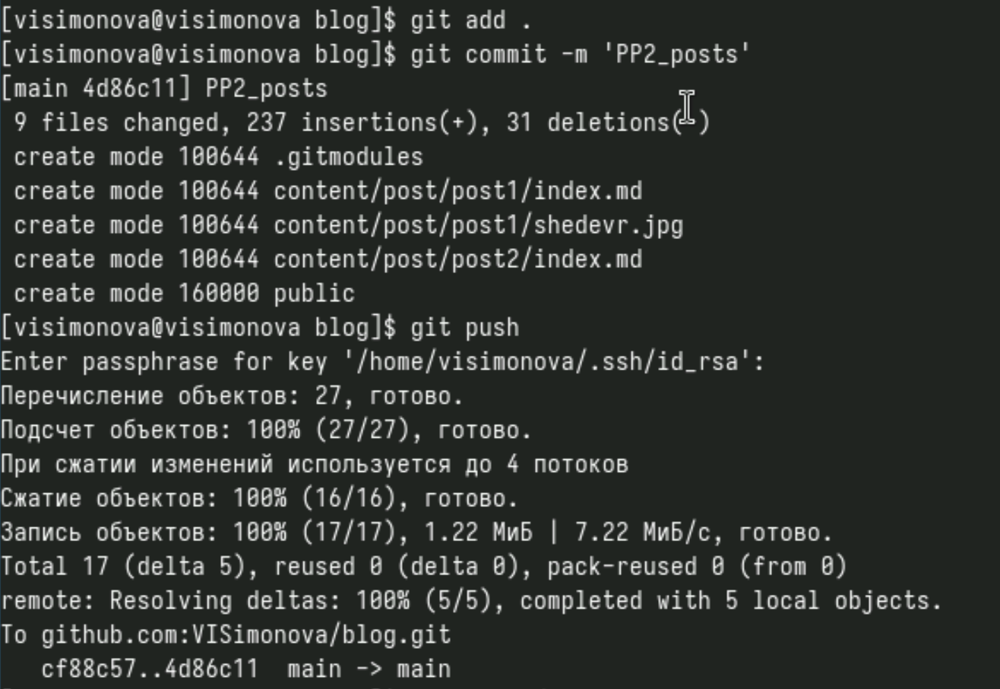 [visimonova@visimonova blog]$ git add .
[visimonova@visimonova blog]$ git commit -m 'PP2_posts'
[main 4d86c11] PP2_posts
 9 files changed, 237 insertions(+), 31 deletions(-)
 create mode 100644 .gitmodules
 create mode 100644 content/post/post1/index.md
 create mode 100644 content/post/post1/shedevr.jpg
 create mode 100644 content/post/post2/index.md
 create mode 160000 public
[visimonova@visimonova blog]$ git push
Enter passphrase for key '/home/visimonova/.ssh/id_rsa':
Перечисление объектов: 27, готово.
Подсчет объектов: 100% (27/27), готово.
При сжатии изменений используется до 4 потоков
Сжатие объектов: 100% (16/16), готово.
Запись объектов: 100% (17/17), 1.22 МиБ | 7.22 МиБ/с, готово.
Total 17 (delta 5), reused 0 (delta 0), pack-reused 0 (from 0)
remote: Resolving deltas: 100% (5/5), completed with 5 local objects.
To github.com:VISimonova/blog.git
   cf88c57..4d86c11  main -> main